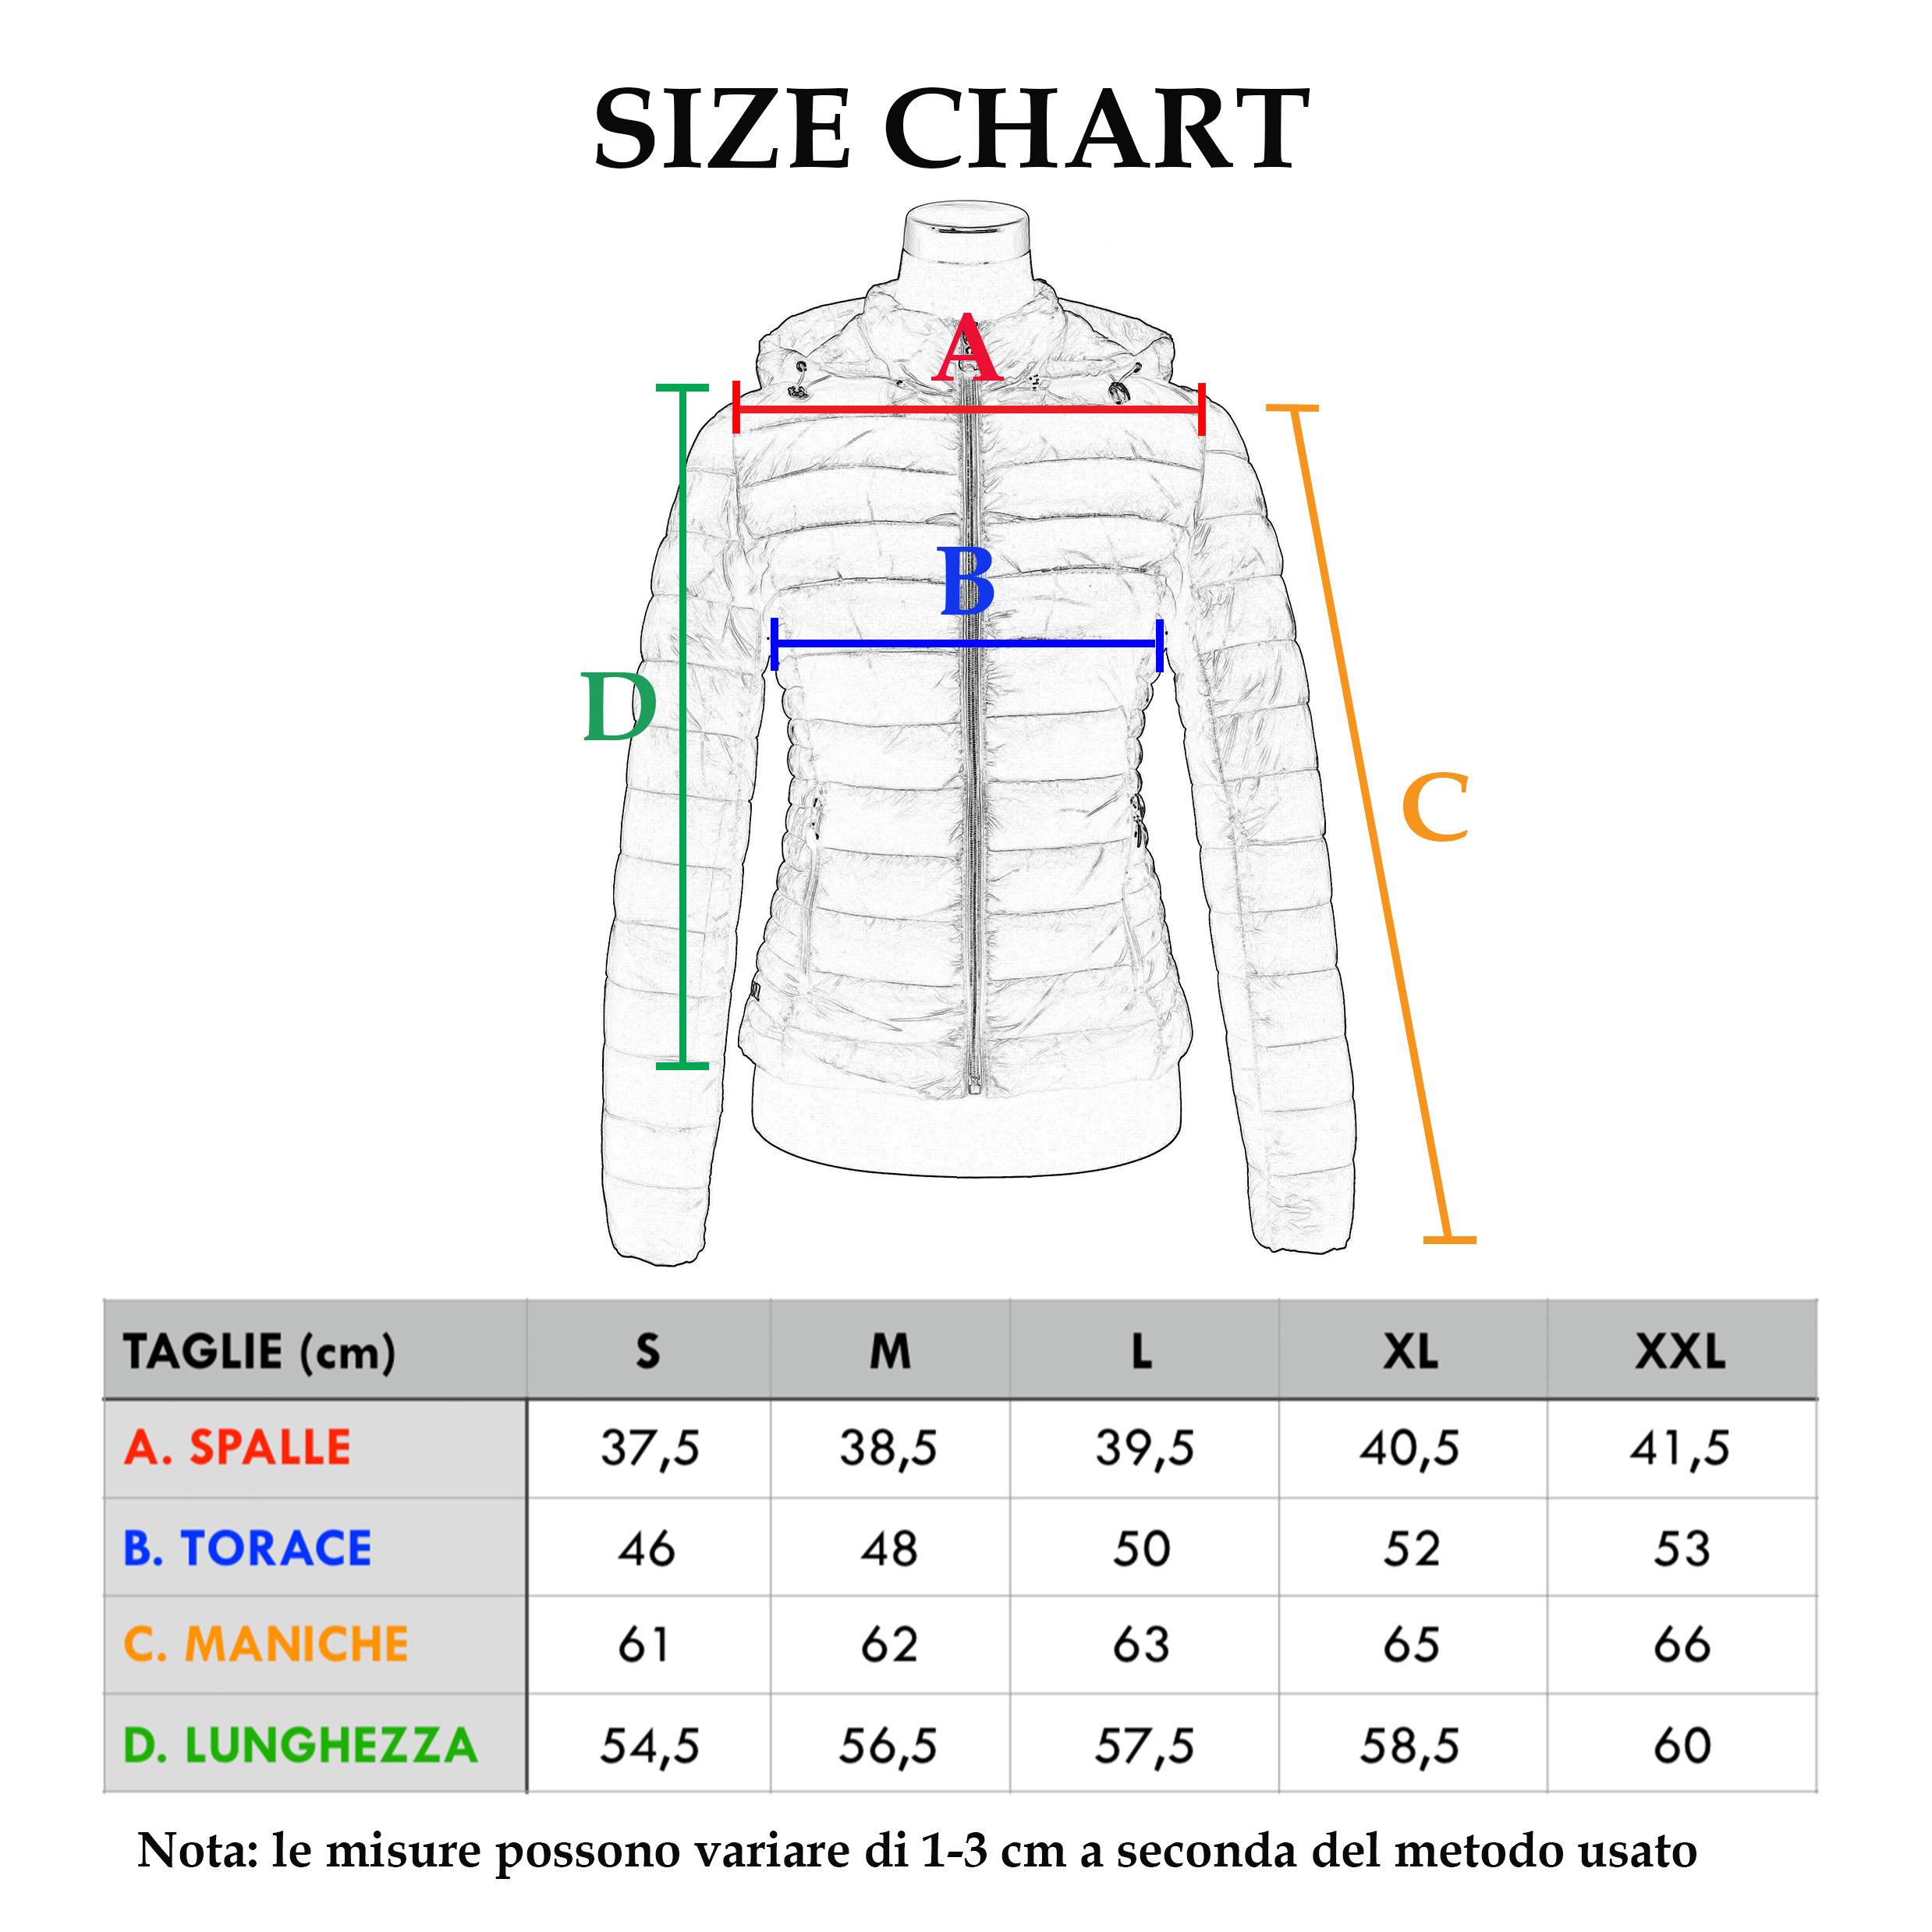 SIZE CHART
A
B
D
C
TAGLIE (cm) S M L XL XXL
A. SPALLE 37,5 38,5 39,5 40,5 41,5
B. TORACE 46 48 50 52 53
C. MANICHE 61 62 63 65 66
D. LUNGHEZZA 54,5 56,5 57,5 58,5 60
Nota: le misure possono variare di 1-3 cm a seconda del metodo usato